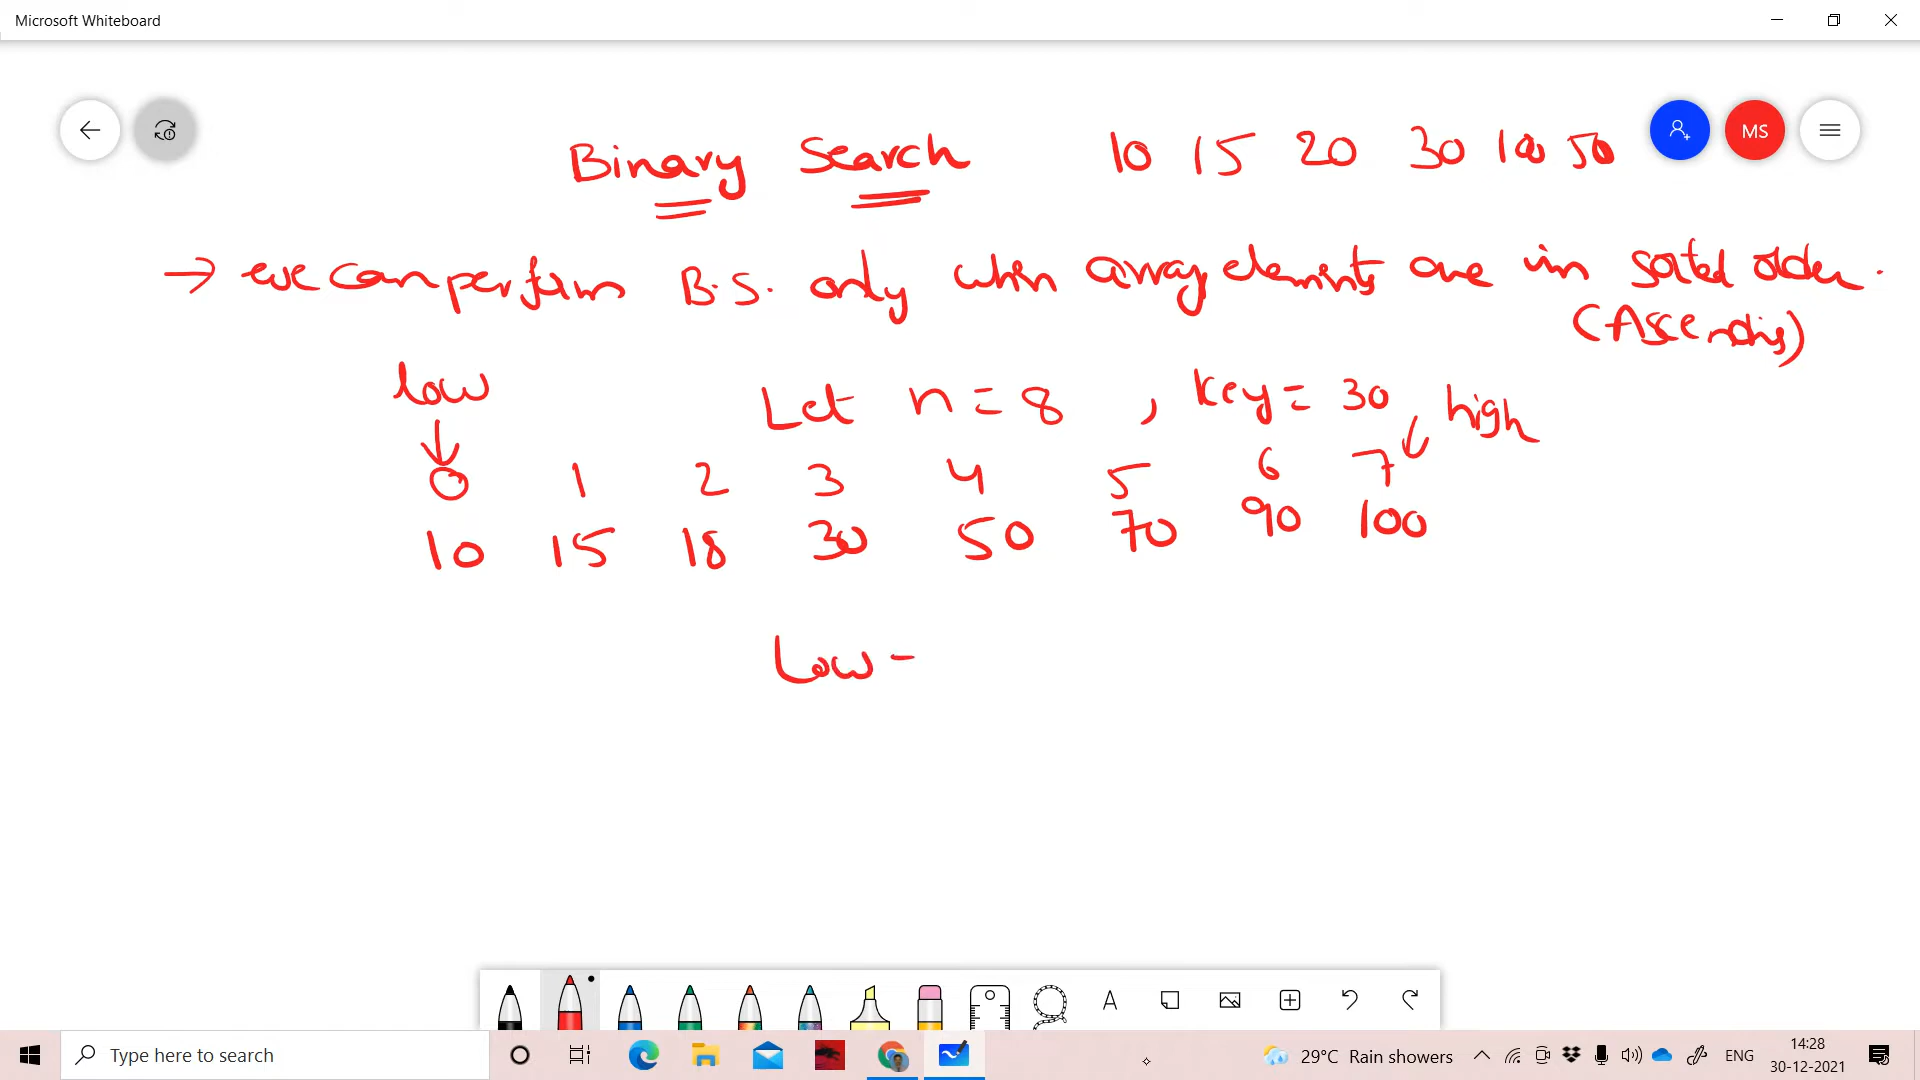 Microsoft Whiteboard
MS
Binary Search 10 15 20 30 100 50
→ we can perform B.S. only when array elements are in sorted order.
(Ascending)
low Let n = 8 , key = 30 high
0 1 2 3 4 5 6 7
10 15 18 30 50 70 90 100
Low -
A
Type here to search
29°C Rain showers
ENG
14:28
30-12-2021